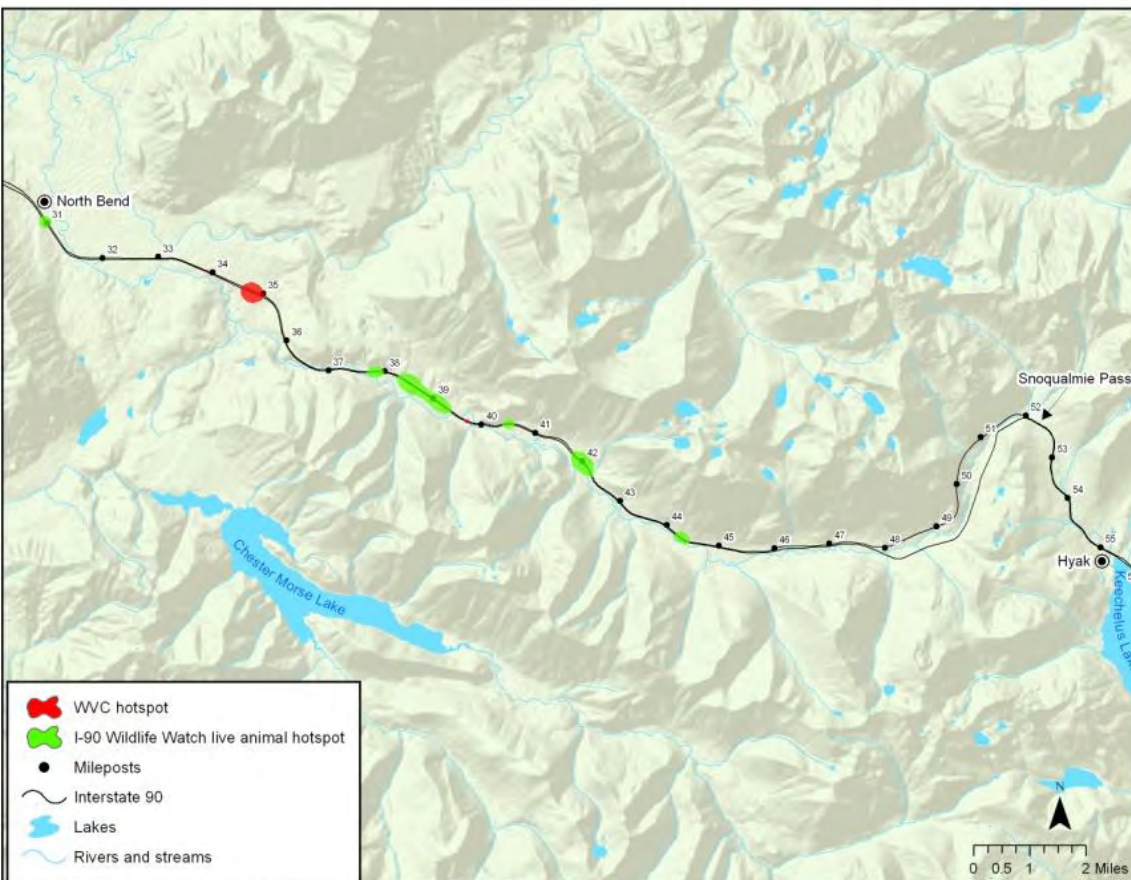 North Bend
31
32
33
34
35
36
37
38
39
40
41
42
43
44
45
46
47
48
49
50
51
52
Snoqualmie Pass
53
54
55
Hyak
Keechelus Lake
Chester Morse Lake
WVC hotspot
I-90 Wildlife Watch live animal hotspot
Mileposts
Interstate 90
Lakes
Rivers and streams
N
0 0.5 1 2 Miles